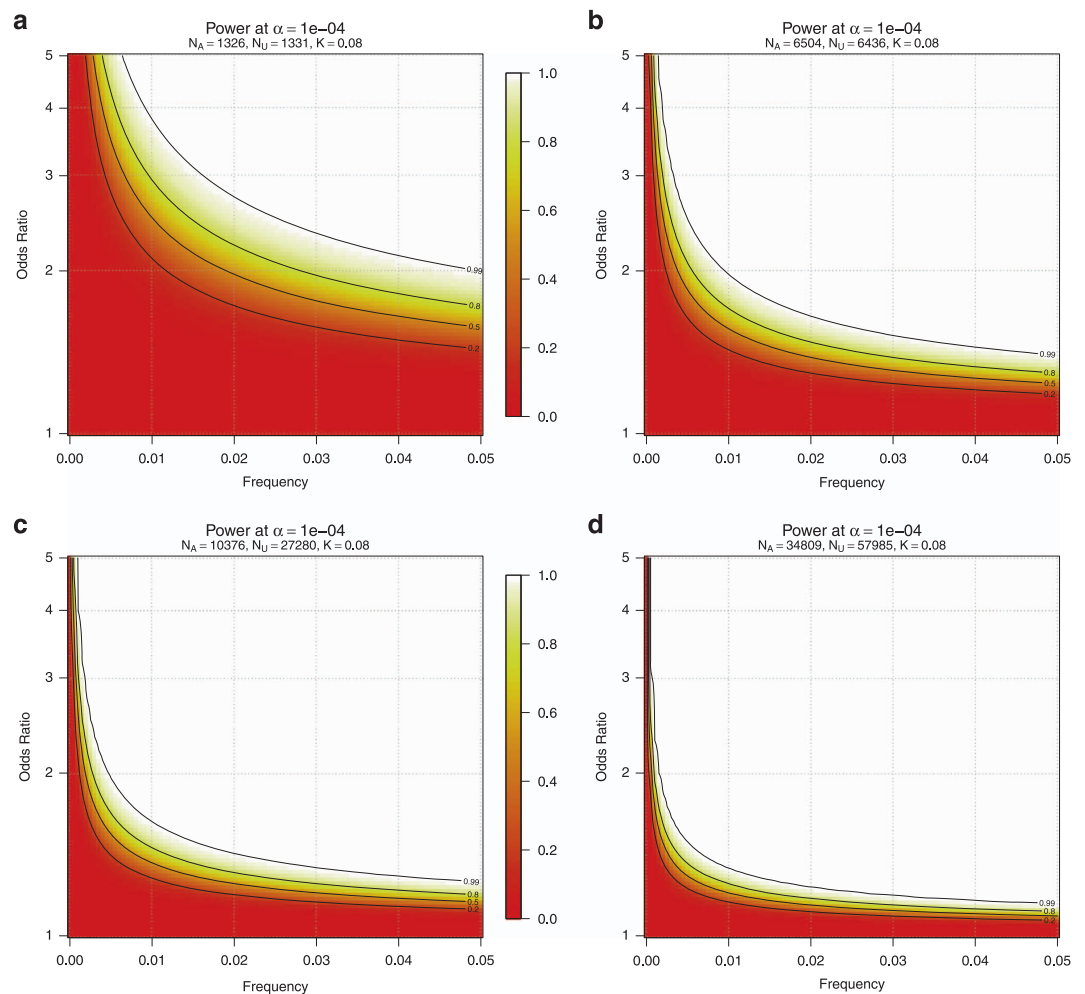 a
Power at α = 1e−04
N_A = 1326, N_U = 1331, K = 0.08
Odds Ratio
5
4
3
2
1
0.99
0.8
0.5
0.2
0.00 0.01 0.02 0.03 0.04 0.05
Frequency
1.0
0.8
0.6
0.4
0.2
0.0
b
Power at α = 1e−04
N_A = 6504, N_U = 6436, K = 0.08
Odds Ratio
5
4
3
2
1
0.99
0.8
0.5
0.2
0.00 0.01 0.02 0.03 0.04 0.05
Frequency
c
Power at α = 1e−04
N_A = 10376, N_U = 27280, K = 0.08
Odds Ratio
5
4
3
2
1
0.99
0.8
0.5
0.2
0.00 0.01 0.02 0.03 0.04 0.05
Frequency
1.0
0.8
0.6
0.4
0.2
0.0
d
Power at α = 1e−04
N_A = 34809, N_U = 57985, K = 0.08
Odds Ratio
5
4
3
2
1
0.99
0.8
0.2
0.00 0.01 0.02 0.03 0.04 0.05
Frequency